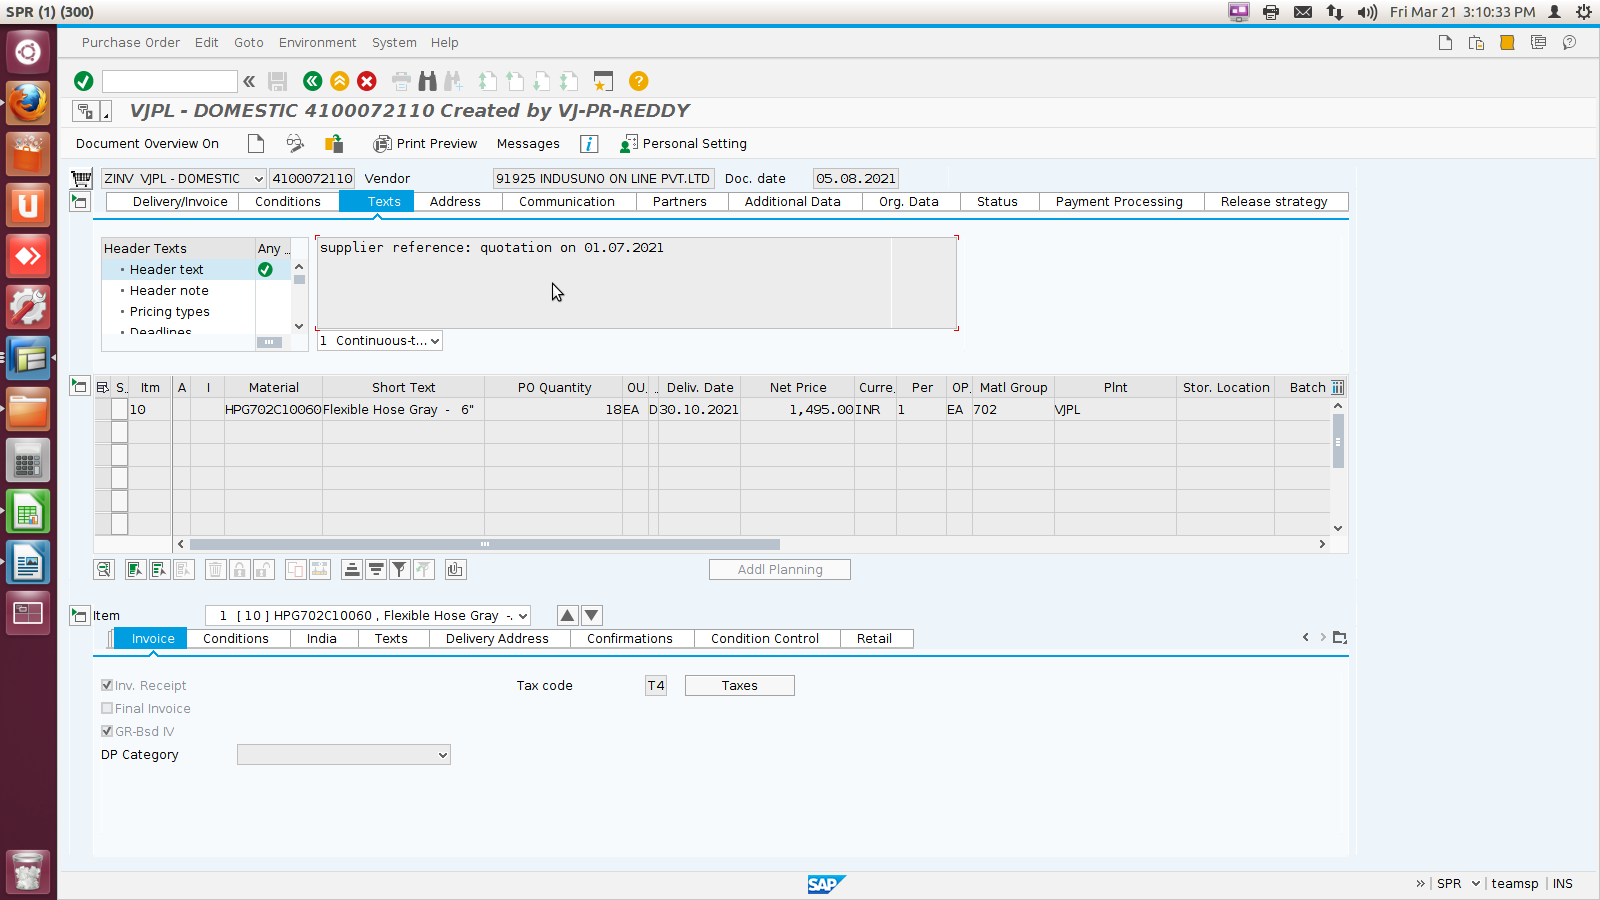 SPR (1) (300)
Fri Mar 21 3:10:33 PM
Purchase Order Edit Goto Environment System Help
VJPL - DOMESTIC 4100072110 Created by VJ-PR-REDDY
Document Overview On Print Preview Messages Personal Setting
ZINV VJPL - DOMESTIC 4100072110 Vendor 91925 INDUSUNO ON LINE PVT.LTD Doc. date 05.08.2021
Delivery/Invoice Conditions Texts Address Communication Partners Additional Data Org. Data Status Payment Processing Release strategy
Header Texts Any ..
Header text
Header note
Pricing types
Deadlines
supplier reference: quotation on 01.07.2021
1 Continuous-t...
S.. Itm A I Material Short Text PO Quantity OU.. .. Deliv. Date Net Price Curre.. Per OP.. Matl Group Plnt Stor. Location Batch
10 HPG702C10060 Flexible Hose Gray - 6" 18 EA D 30.10.2021 1,495.00 INR 1 EA 702 VJPL
Addl Planning
Item 1 [ 10 ] HPG702C10060 , Flexible Hose Gray -..
Invoice Conditions India Texts Delivery Address Confirmations Condition Control Retail
Inv. Receipt Tax code T4 Taxes
Final Invoice
GR-Bsd IV
DP Category
SAP
SPR teamsp INS